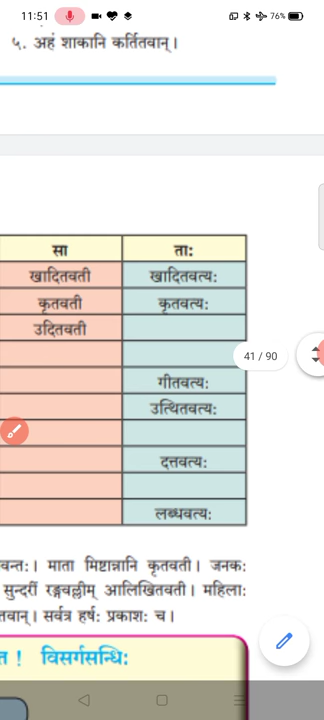 11:51 76%
५. अहं शाकानि कर्तितवान्।
सा ताः
खादितवती खादितवत्यः
कृतवती कृतवत्यः
उदितवती
41 / 90
गीतवत्यः
उत्थितवत्यः
दत्तवत्यः
लब्धवत्यः
वन्तः। माता मिष्टान्नानि कृतवती। जनकः
सुन्दरीं रङ्गवल्लीम् आलिखितवती। महिलाः
तवान्। सर्वत्र हर्षः प्रकाशः च।
त! विसर्गसन्धिः